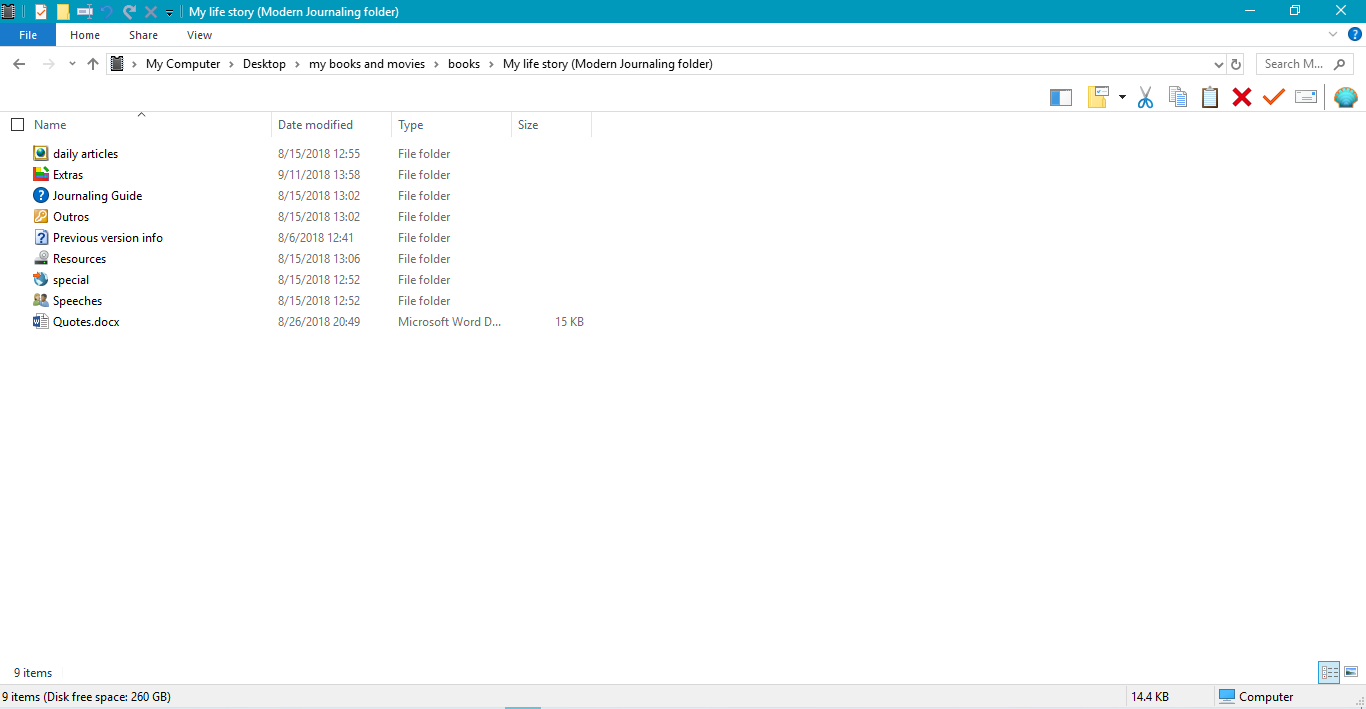 My life story (Modern Journaling folder)
File Home Share View
My Computer Desktop my books and movies books My life story (Modern Journaling folder) Search M...
Name Date modified Type Size
daily articles 8/15/2018 12:55 File folder
Extras 9/11/2018 13:58 File folder
Journaling Guide 8/15/2018 13:02 File folder
Outros 8/15/2018 13:02 File folder
Previous version info 8/6/2018 12:41 File folder
Resources 8/15/2018 13:06 File folder
special 8/15/2018 12:52 File folder
Speeches 8/15/2018 12:52 File folder
Quotes.docx 8/26/2018 20:49 Microsoft Word D... 15 KB
9 items
9 items (Disk free space: 260 GB) 14.4 KB Computer